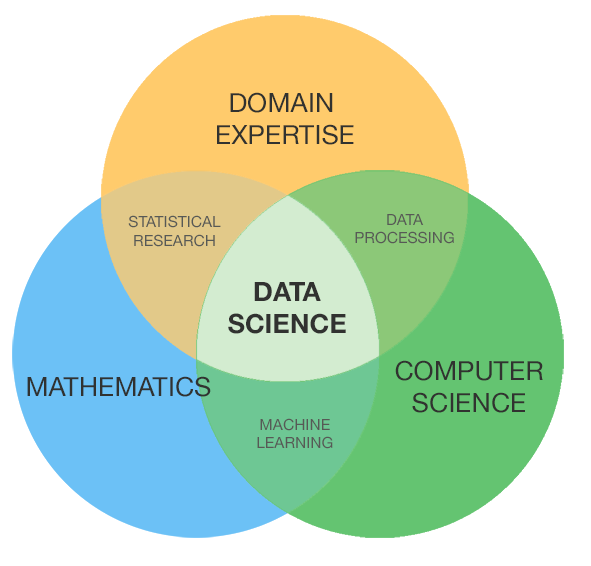 DOMAIN
EXPERTISE
STATISTICAL
RESEARCH
DATA
PROCESSING
DATA
SCIENCE
MATHEMATICS
COMPUTER
SCIENCE
MACHINE
LEARNING